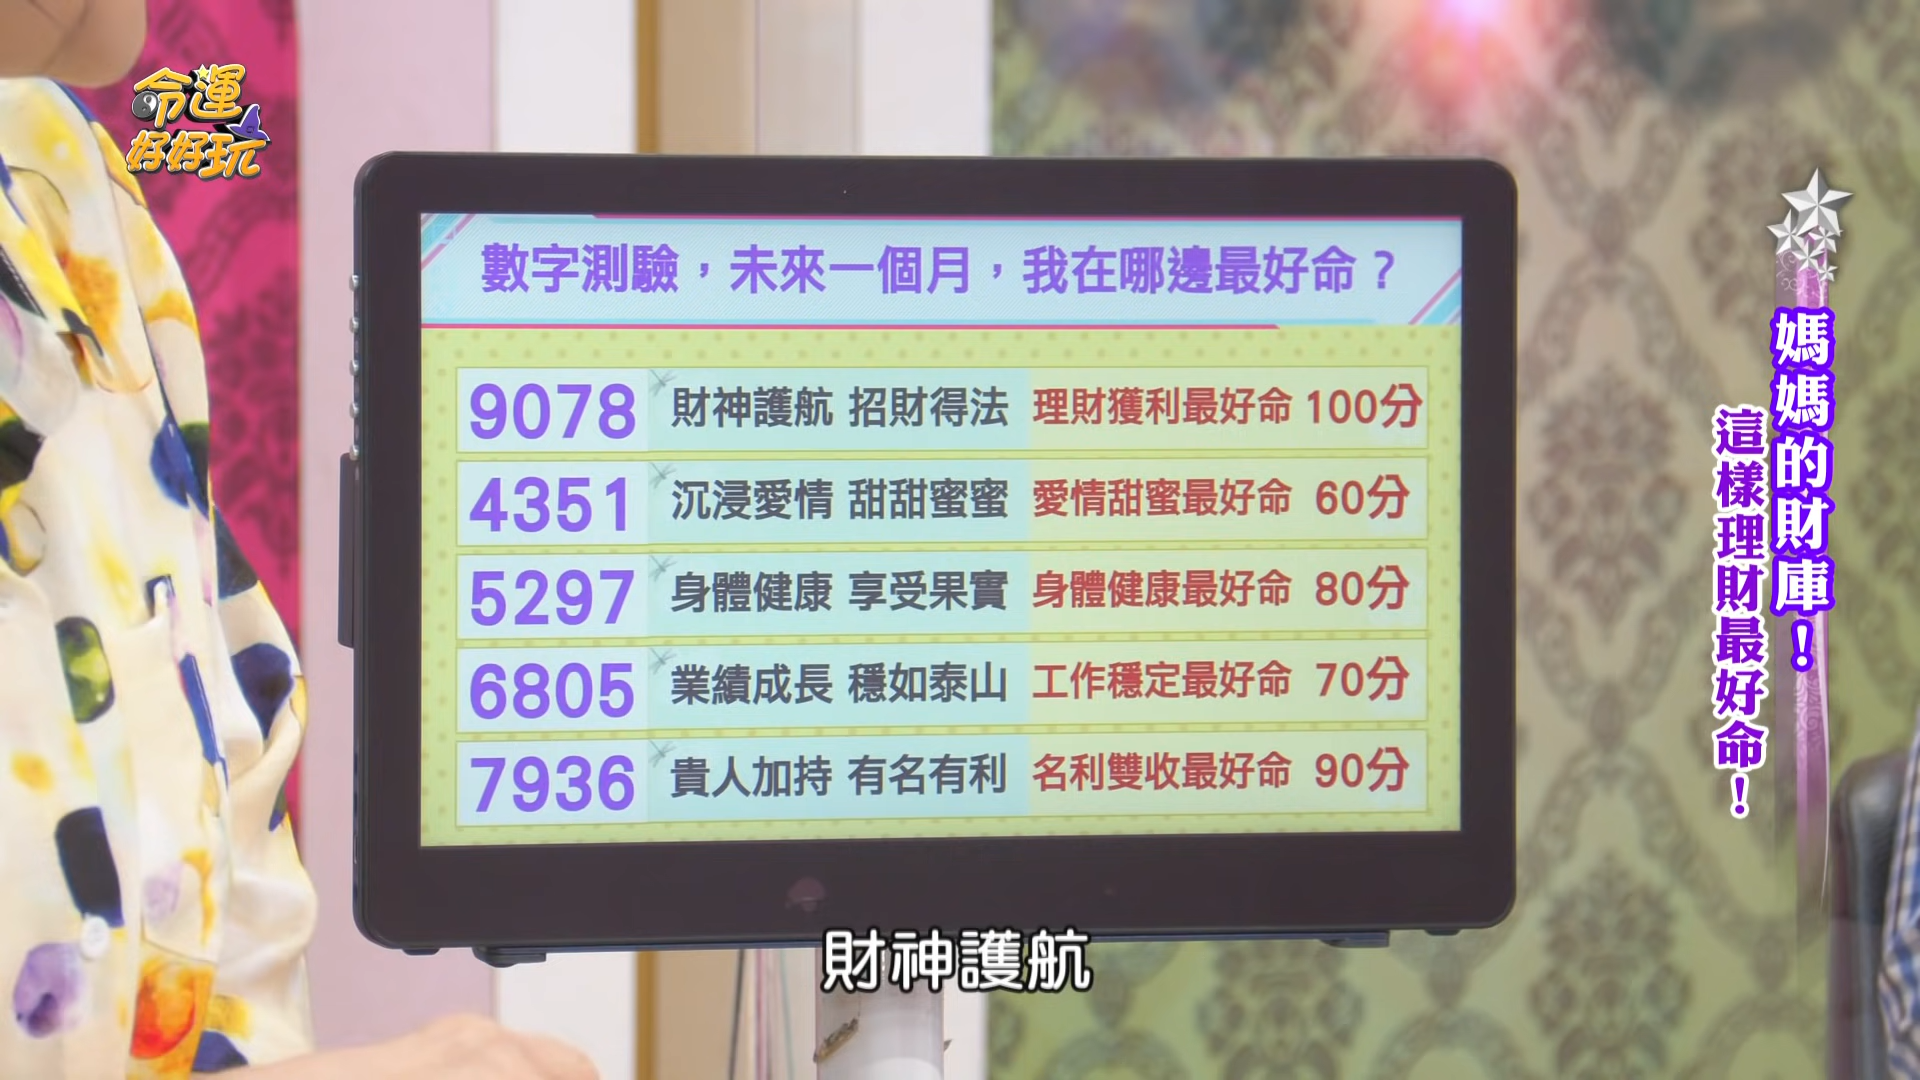 命運
好好玩
數字測驗，未來一個月，我在哪邊最好命？
9078 財神護航 招財得法 理財獲利最好命 100分
4351 沉浸愛情 甜甜蜜蜜 愛情甜蜜最好命 60分
5297 身體健康 享受果實 身體健康最好命 80分
6805 業績成長 穩如泰山 工作穩定最好命 70分
7936 貴人加持 有名有利 名利雙收最好命 90分
媽媽的財庫！
這樣理財最好命！
財神護航